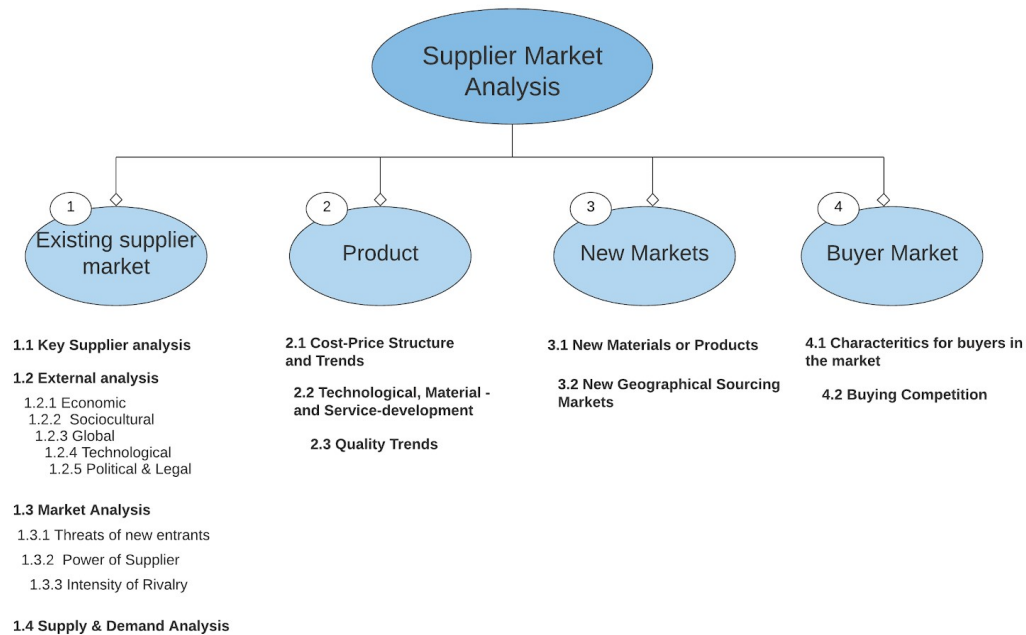 Supplier Market
Analysis
1
Existing supplier
market
2
Product
3
New Markets
4
Buyer Market
1.1 Key Supplier analysis
1.2 External analysis
1.2.1 Economic
1.2.2 Sociocultural
1.2.3 Global
1.2.4 Technological
1.2.5 Political & Legal
1.3 Market Analysis
1.3.1 Threats of new entrants
1.3.2 Power of Supplier
1.3.3 Intensity of Rivalry
1.4 Supply & Demand Analysis
2.1 Cost-Price Structure
and Trends
2.2 Technological, Material -
and Service-development
2.3 Quality Trends
3.1 New Materials or Products
3.2 New Geographical Sourcing
Markets
4.1 Characteritics for buyers in
the market
4.2 Buying Competition